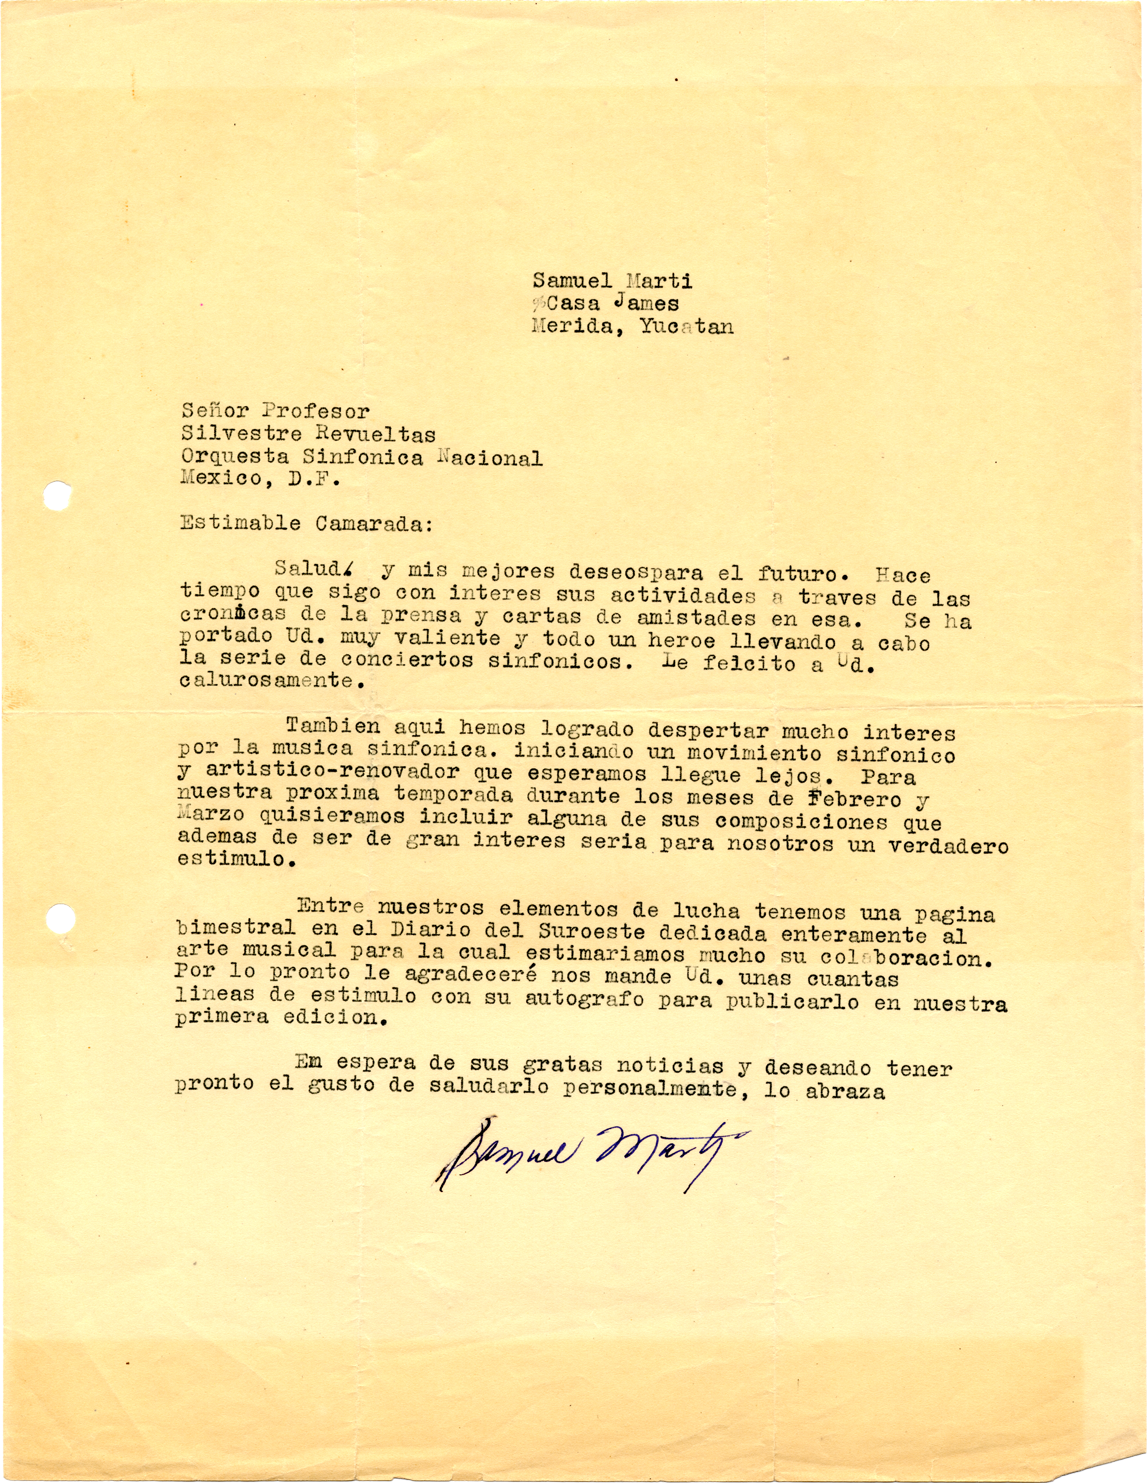 Samuel Marti
%Casa James
Merida, Yucatan
Señor Profesor
Silvestre Revueltas
Orquesta Sinfonica Nacional
Mexico, D.F.
Estimable Camarada:
Salud/ y mis mejores deseospara el futuro. Hace
tiempo que sigo con interes sus actividades a traves de las
cronicas de la prensa y cartas de amistades en esa. Se ha
portado Ud. muy valiente y todo un heroe llevando a cabo
la serie de conciertos sinfonicos. Le felcito a Ud.
calurosamente.
Tambien aqui hemos logrado despertar mucho interes
por la musica sinfonica. iniciando un movimiento sinfonico
y artistico-renovador que esperamos llegue lejos. Para
nuestra proxima temporada durante los meses de Febrero y
Marzo quisieramos incluir alguna de sus composiciones que
ademas de ser de gran interes seria para nosotros un verdadero
estimulo.
Entre nuestros elementos de lucha tenemos una pagina
bimestral en el Diario del Suroeste dedicada enteramente al
arte musical para la cual estimariamos mucho su colaboracion.
Por lo pronto le agradeceré nos mande Ud. unas cuantas
lineas de estimulo con su autografo para publicarlo en nuestra
primera edicion.
En espera de sus gratas noticias y deseando tener
pronto el gusto de saludarlo personalmente, lo abraza
Samuel Marti